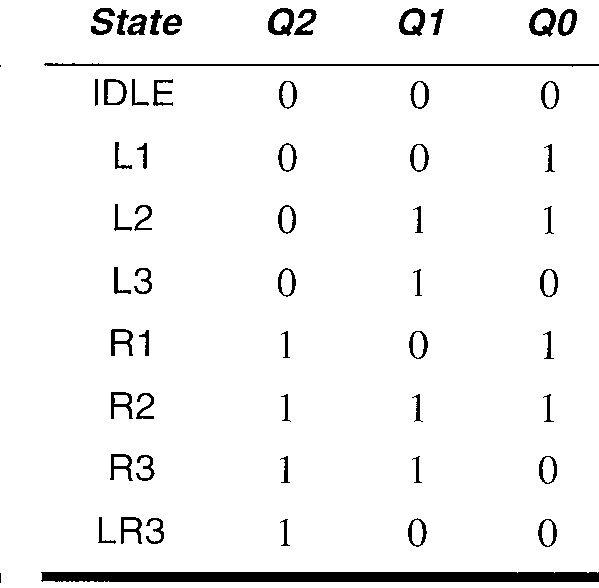 State Q2 Q1 Q0
IDLE 0 0 0
L1 0 0 1
L2 0 1 1
L3 0 1 0
R1 1 0 1
R2 1 1 1
R3 1 1 0
LR3 1 0 0